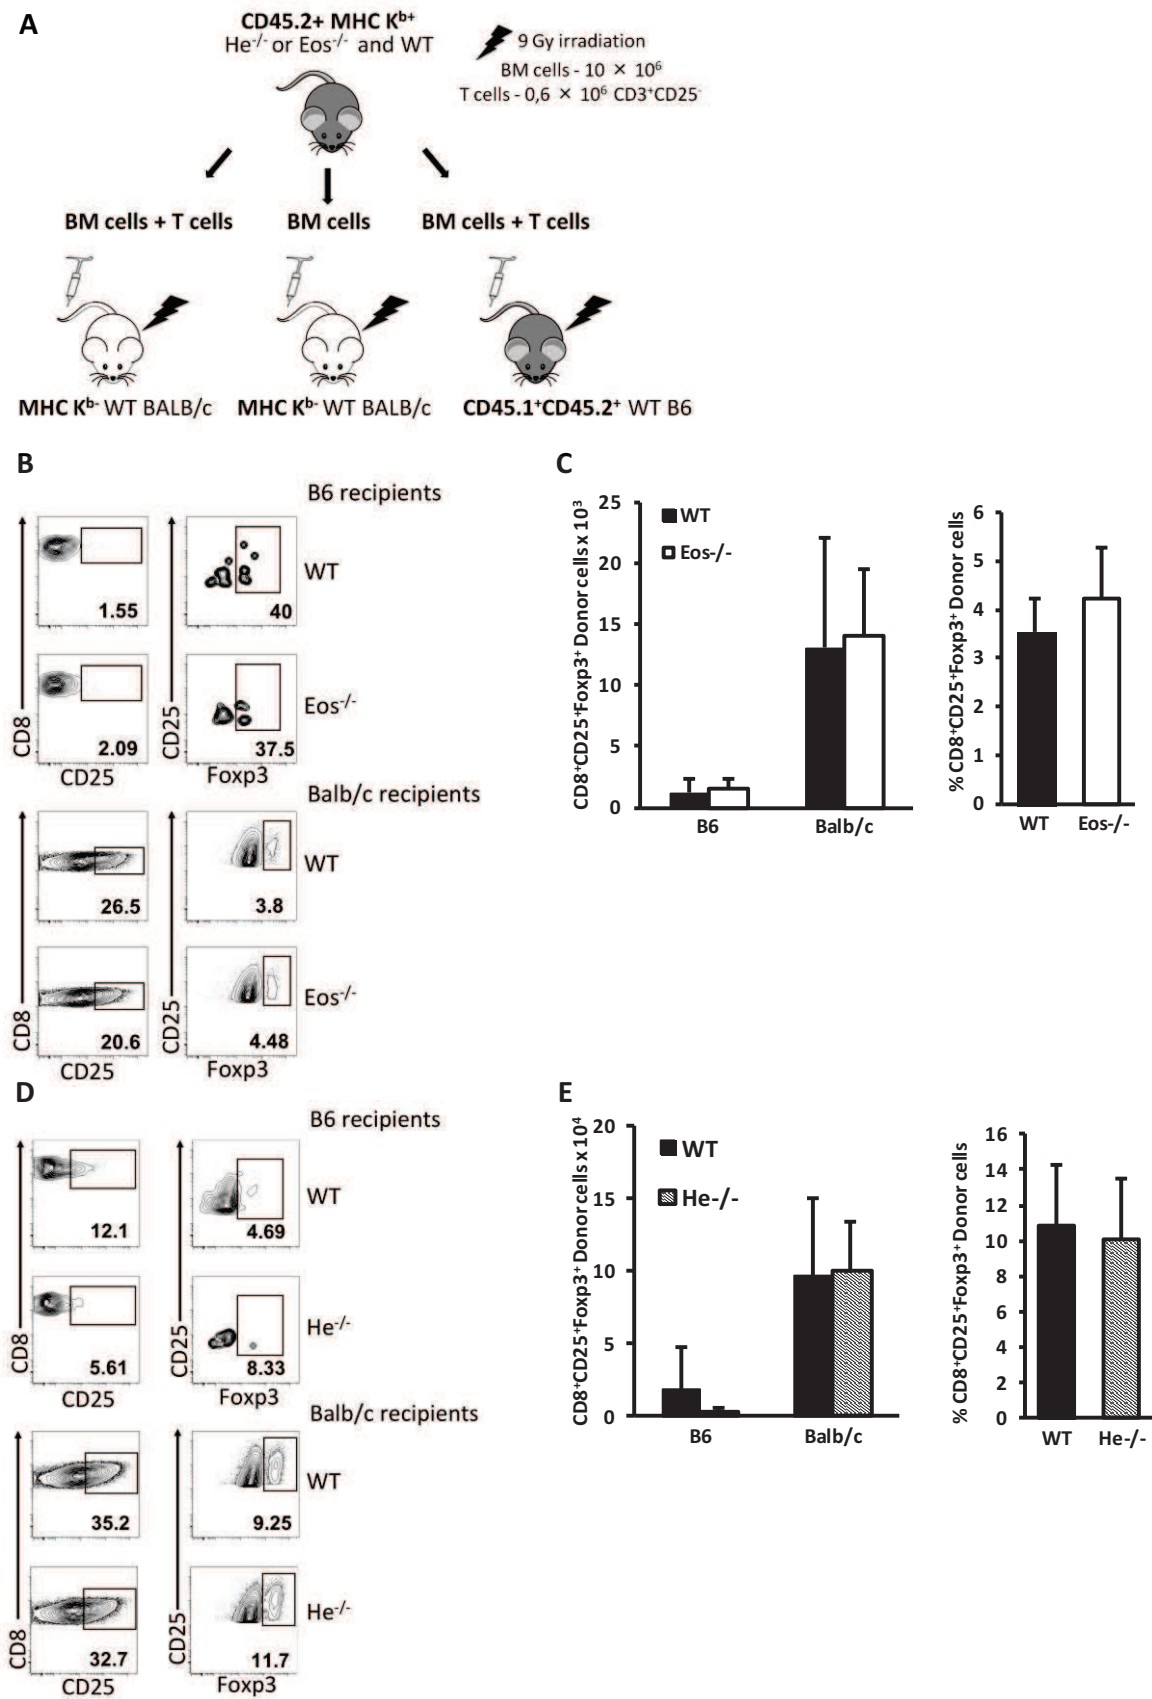 A
CD45.2+ MHC Kᵇ⁺
He⁻/⁻ or Eos⁻/⁻ and WT
9 Gy irradiation
BM cells - 10 × 10⁶
T cells - 0,6 × 10⁶ CD3⁺CD25⁻
BM cells + T cells
BM cells
BM cells + T cells
MHC Kᵇ⁻ WT BALB/c
MHC Kᵇ⁻ WT BALB/c
CD45.1⁺CD45.2⁺ WT B6
B
B6 recipients
WT
1.55
40
Eos⁻/⁻
2.09
37.5
CD8
CD25
CD25
Foxp3
Balb/c recipients
WT
26.5
3.8
Eos⁻/⁻
20.6
4.48
CD8
CD25
CD25
Foxp3
C
CD8⁺CD25⁺Foxp3⁺ Donor cells x 10³
25
20
15
10
5
0
WT
Eos-/-
B6
Balb/c
% CD8⁺CD25⁺Foxp3⁺ Donor cells
6
5
4
3
2
1
0
WT
Eos-/-
D
B6 recipients
WT
12.1
4.69
He⁻/⁻
5.61
8.33
CD8
CD25
CD25
Foxp3
Balb/c recipients
WT
35.2
9.25
He⁻/⁻
32.7
11.7
CD8
CD25
CD25
Foxp3
E
CD8⁺CD25⁺Foxp3⁺ Donor cells x 10⁴
20
15
10
5
0
WT
He-/-
B6
Balb/c
% CD8⁺CD25⁺Foxp3⁺ Donor cells
16
14
12
10
8
6
4
2
0
WT
He-/-